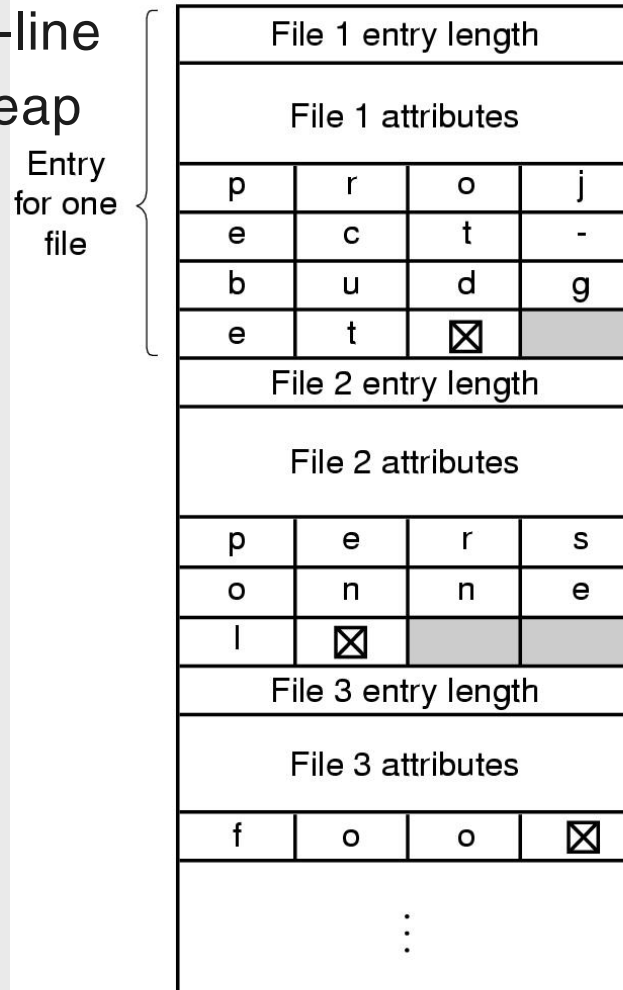 -line
eap
Entry
for one
file
File 1 entry length
File 1 attributes
p r o j
e c t -
b u d g
e t ☒
File 2 entry length
File 2 attributes
p e r s
o n n e
l ☒
File 3 entry length
File 3 attributes
f o o ☒
⋮